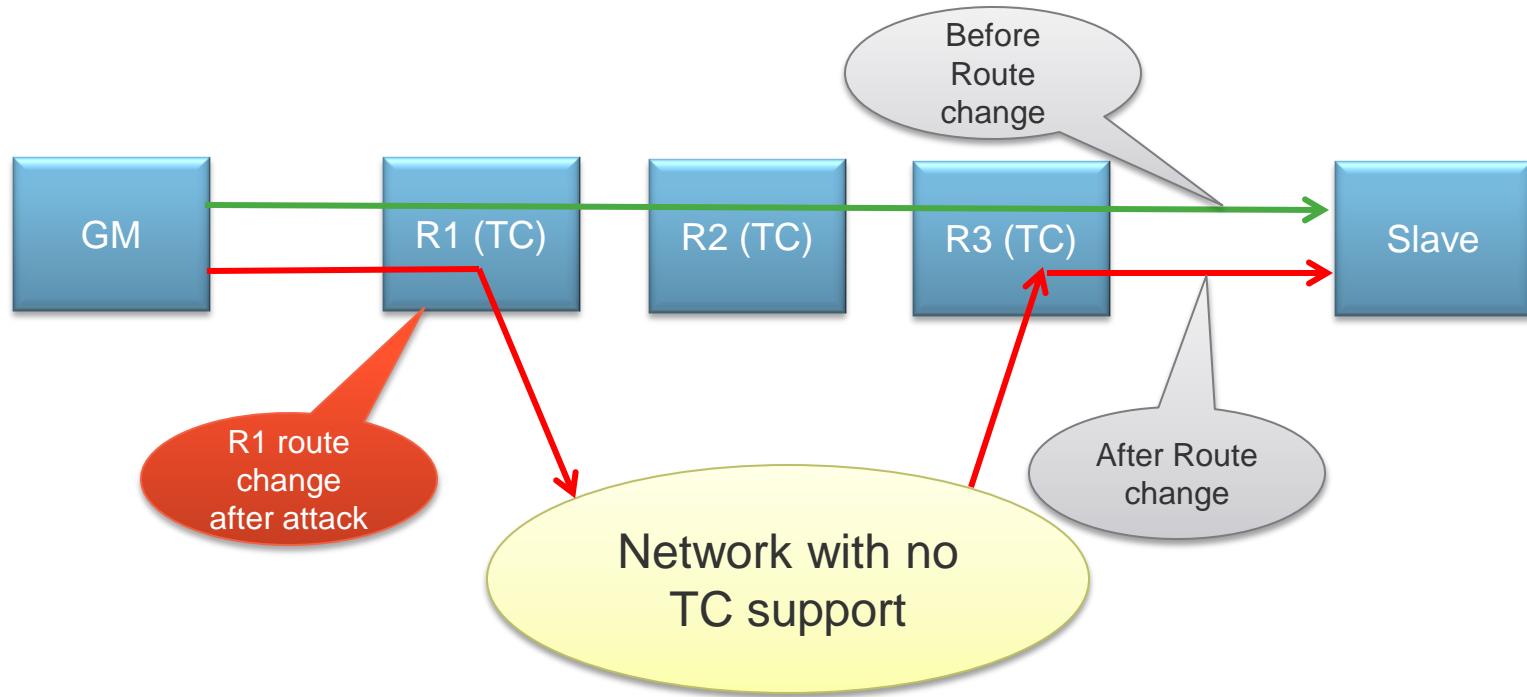 Before
Route
change
GM
R1 (TC)
R2 (TC)
R3 (TC)
Slave
R1 route
change
after attack
After Route
change
Network with no
TC support